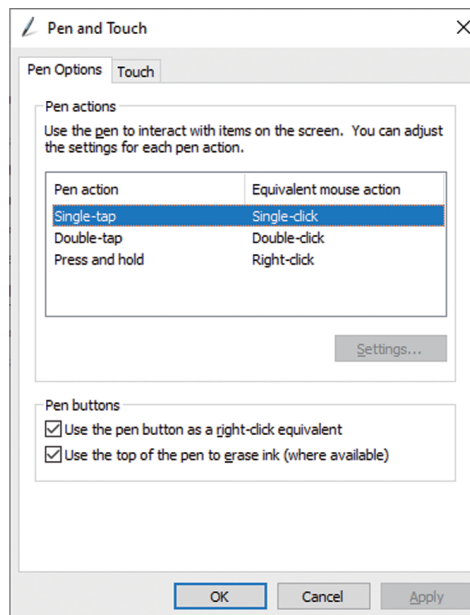 Pen and Touch
Pen Options Touch
Pen actions
Use the pen to interact with items on the screen. You can adjust
the settings for each pen action.
Pen action Equivalent mouse action
Single-tap Single-click
Double-tap Double-click
Press and hold Right-click
Settings...
Pen buttons
Use the pen button as a right-click equivalent
Use the top of the pen to erase ink (where available)
OK Cancel Apply